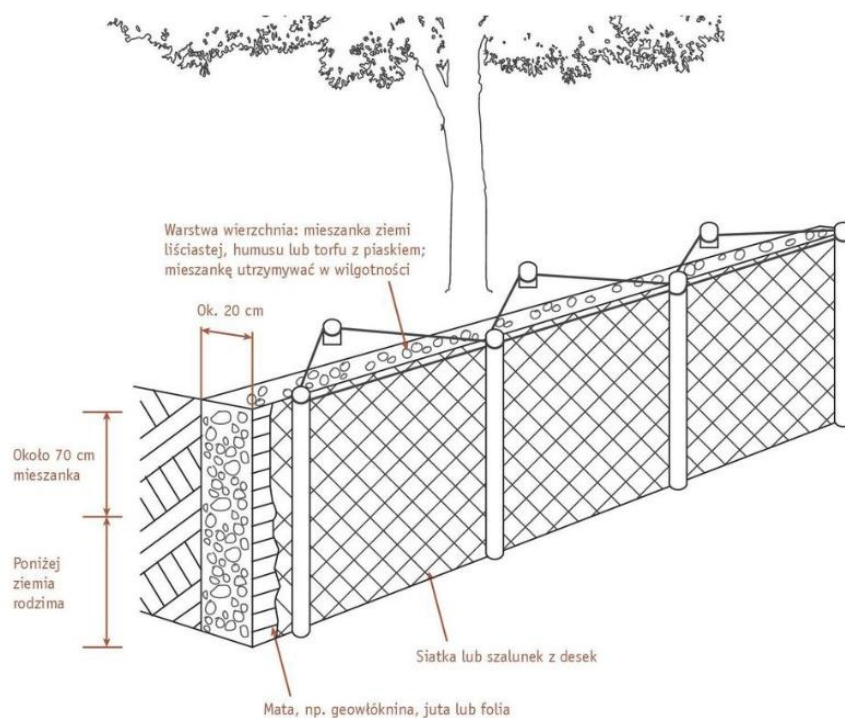 Warstwa wierzchnia: mieszanka ziemi
liściastej, humusu lub torfu z piaskiem;
mieszankę utrzymywać w wilgotności
Ok. 20 cm
Około 70 cm
mieszanka
Poniżej
ziemia
rodzima
Siatka lub szalunek z desek
Mata, np. geowłóknina, juta lub folia